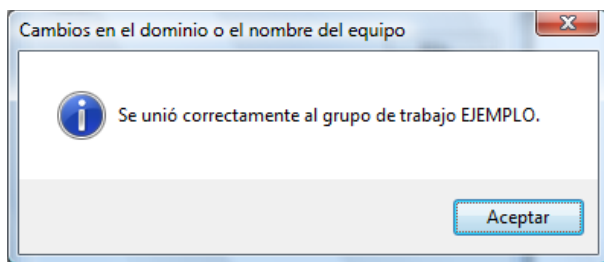 Cambios en el dominio o el nombre del equipo
Se unió correctamente al grupo de trabajo EJEMPLO.
Aceptar